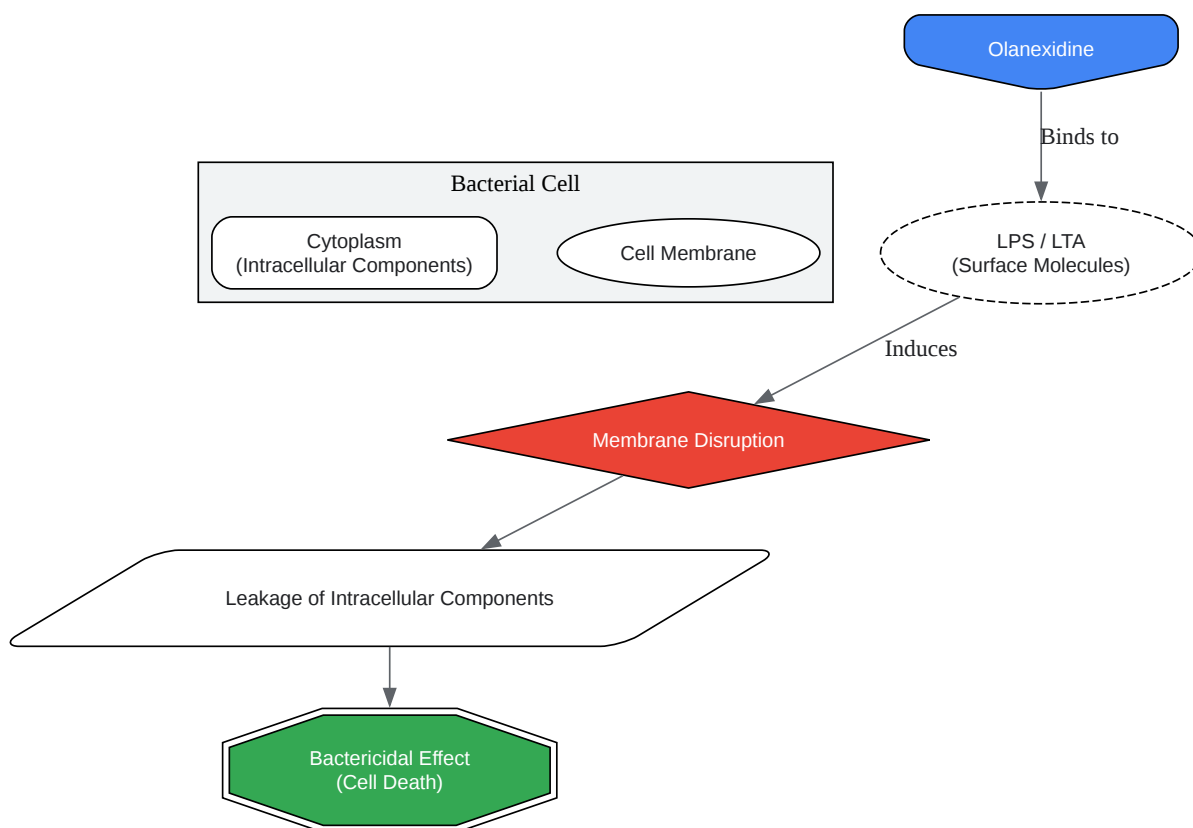 Olanexidine
Binds to
Bacterial Cell
Cytoplasm
(Intracellular Components)
Cell Membrane
LPS / LTA
(Surface Molecules)
Induces
Membrane Disruption
Leakage of Intracellular Components
Bactericidal Effect
(Cell Death)